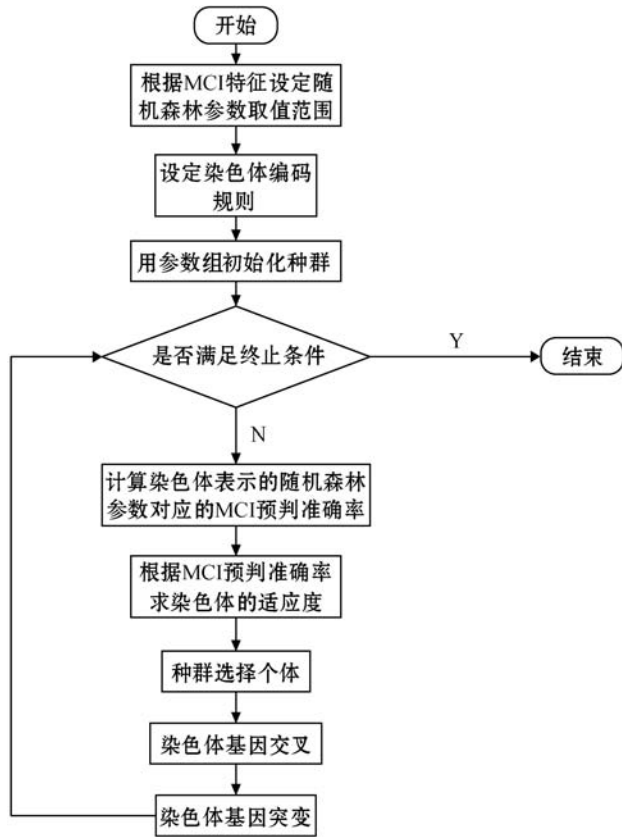 开始
根据MCI特征设定随
机森林参数取值范围
设定染色体编码
规则
用参数组初始化种群
是否满足终止条件
Y
结束
N
计算染色体表示的随机森林
参数对应的MCI预判准确率
根据MCI预判准确率
求染色体的适应度
种群选择个体
染色体基因交叉
染色体基因突变